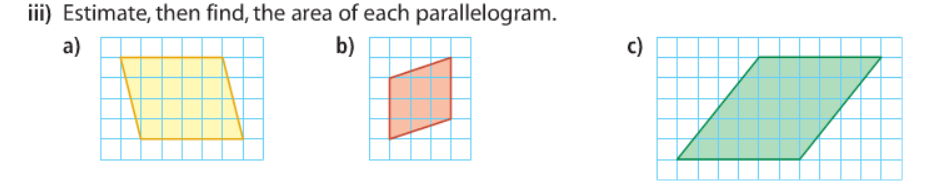 iii) Estimate, then find, the area of each parallelogram.
a) b) c)